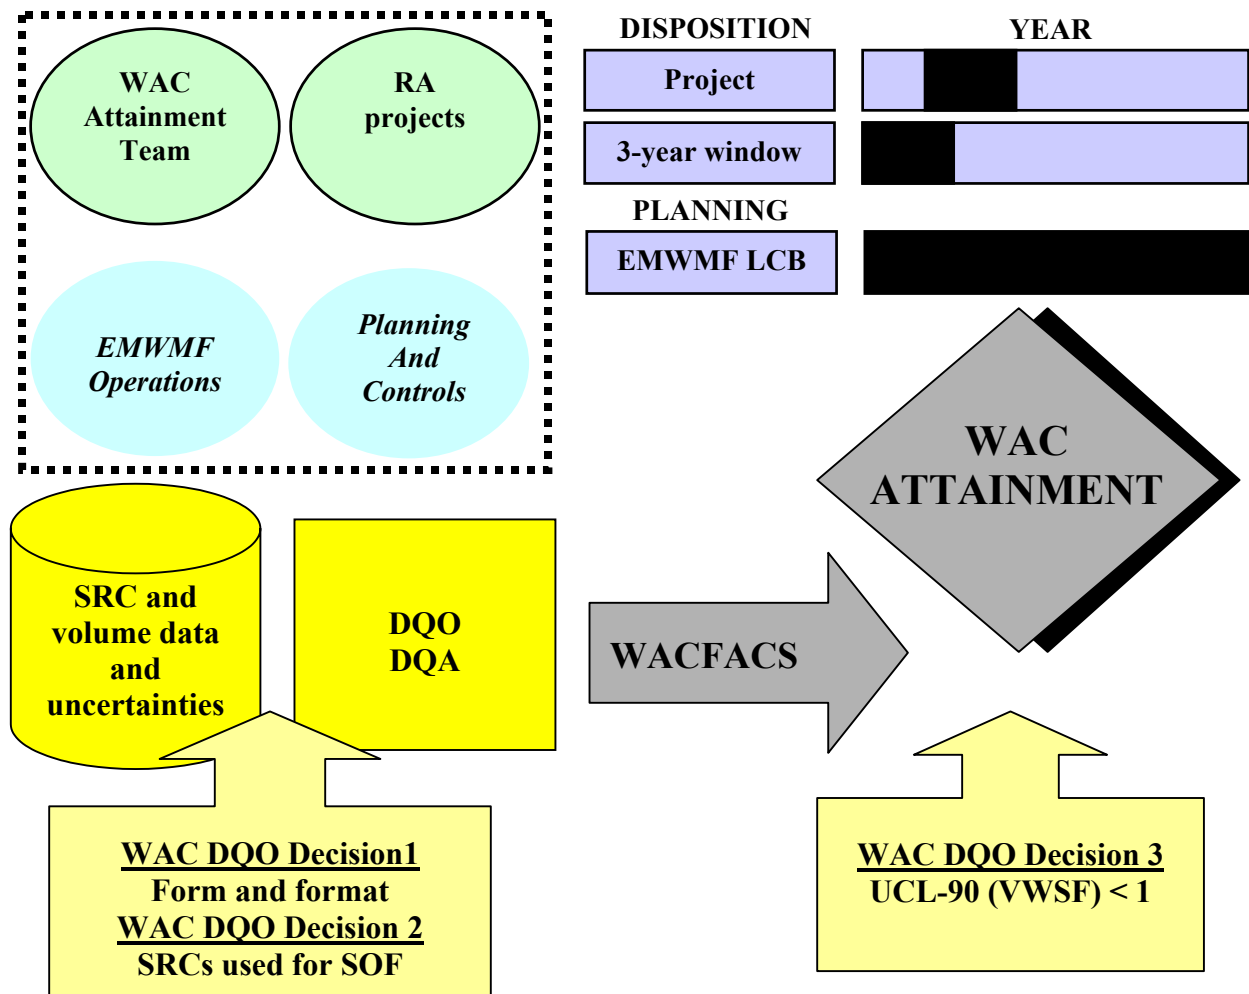 WAC
Attainment
Team
RA
projects
EMWMF
Operations
Planning
And
Controls
DISPOSITION
YEAR
Project
3-year window
PLANNING
EMWMF LCB
WAC
ATTAINMENT
SRC and
volume data
and
uncertainties
DQO
DQA
WACFACS
WAC DQO Decision1
Form and format
WAC DQO Decision 2
SRCs used for SOF
WAC DQO Decision 3
UCL-90 (VWSF) < 1